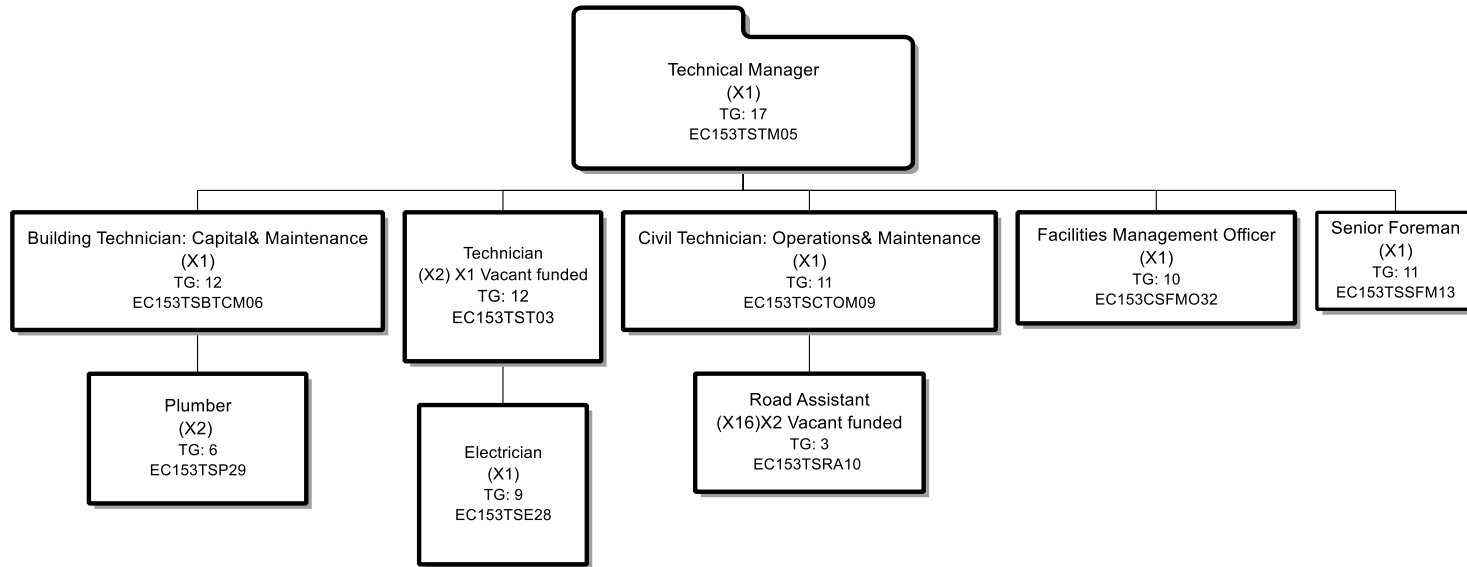 Technical Manager
(X1)
TG: 17
EC153TSTM05
Building Technician: Capital& Maintenance
(X1)
TG: 12
EC153TSBTCM06
Technician
(X2) X1 Vacant funded
TG: 12
EC153TST03
Civil Technician: Operations& Maintenance
(X1)
TG: 11
EC153TSCTOM09
Facilities Management Officer
(X1)
TG: 10
EC153CSFMO32
Senior Foreman
(X1)
TG: 11
EC153TSSFM13
Plumber
(X2)
TG: 6
EC153TSP29
Electrician
(X1)
TG: 9
EC153TSE28
Road Assistant
(X16)X2 Vacant funded
TG: 3
EC153TSRA10